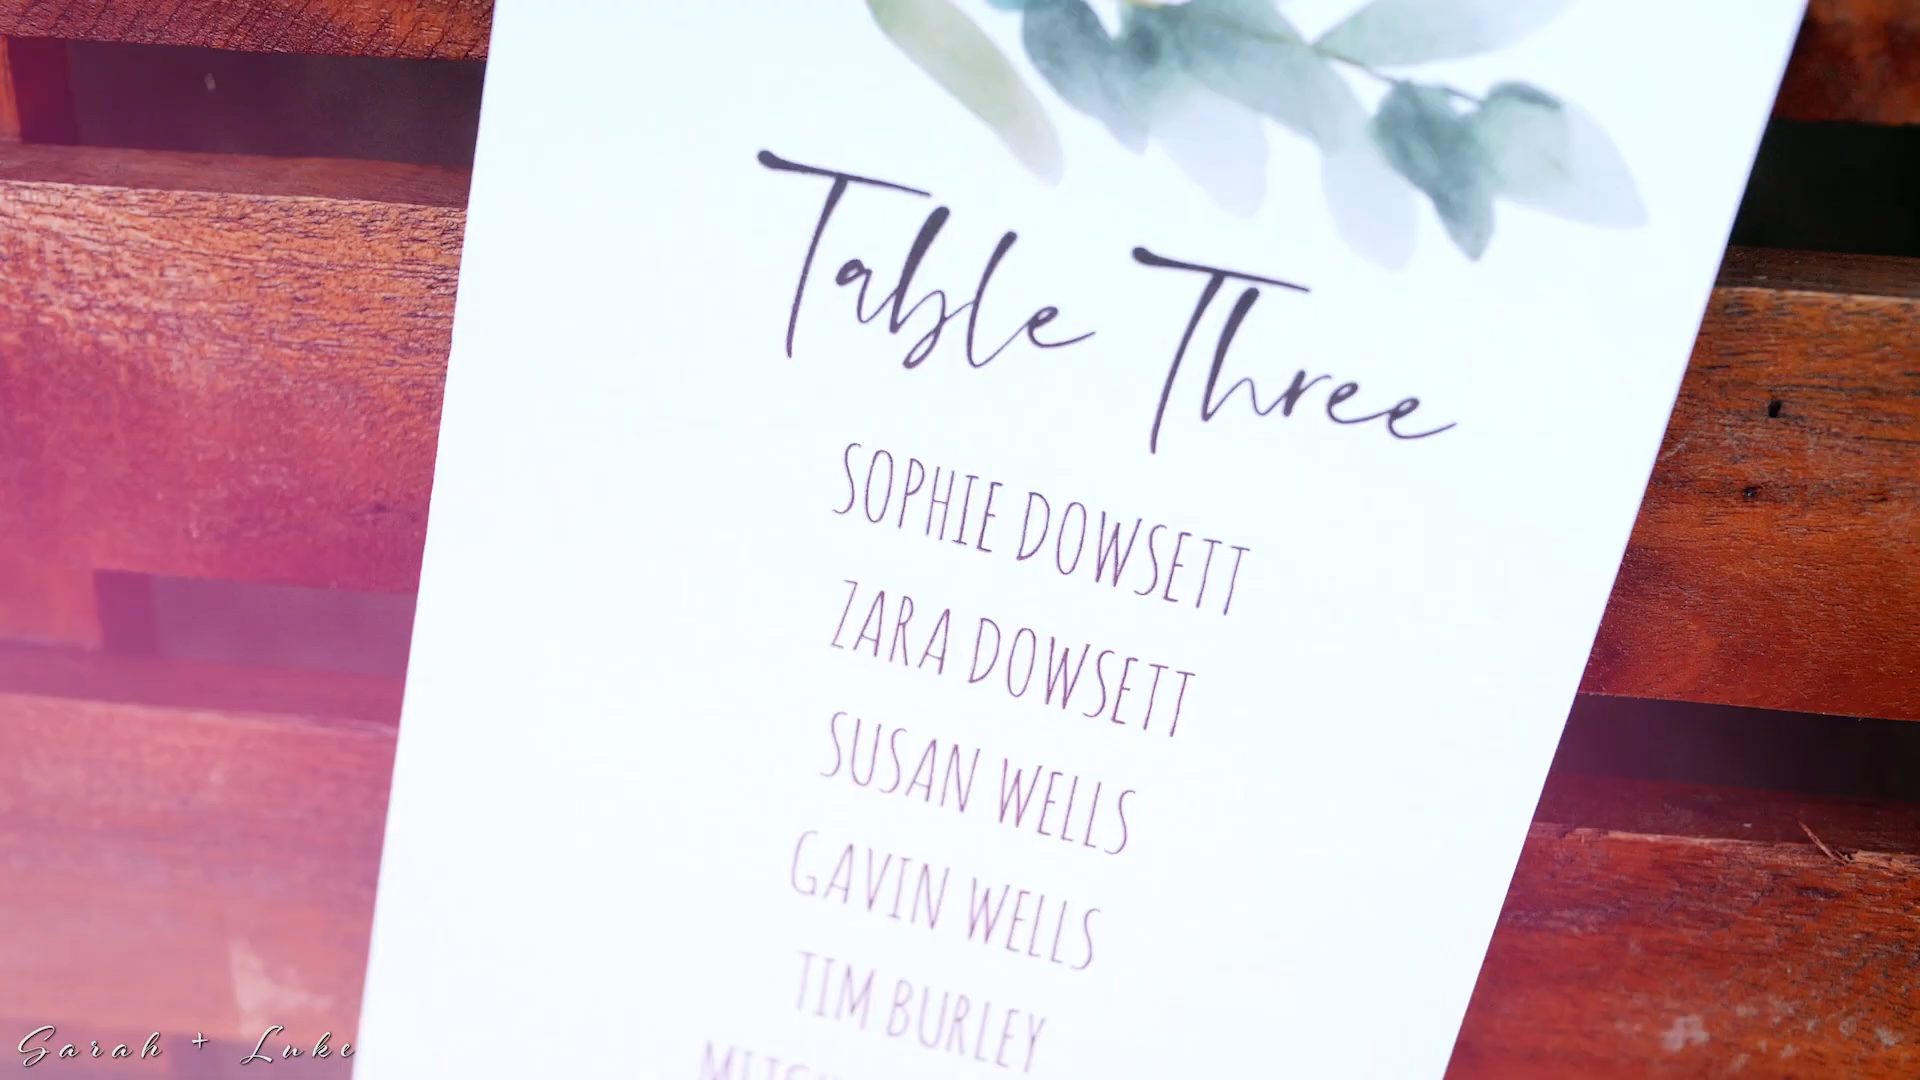 Table Three
SOPHIE DOWSETT
ZARA DOWSETT
SUSAN WELLS
GAVIN WELLS
TIM BURLEY
Sarah + Luke